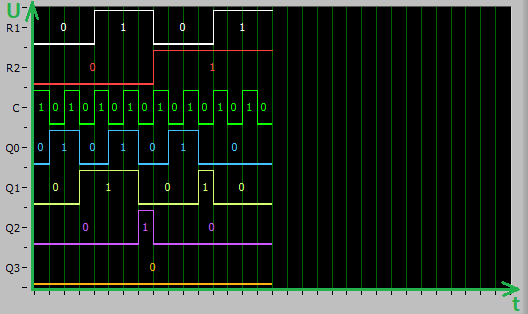 U
R1 0 1 0 1
R2 0 1
C 1 0 1 0 1 0 1 0 1 0 1 0 1 0 1 0
Q0 0 1 0 1 0 1 0
Q1 0 1 0 1 0
Q2 0 1 0
Q3 0
t